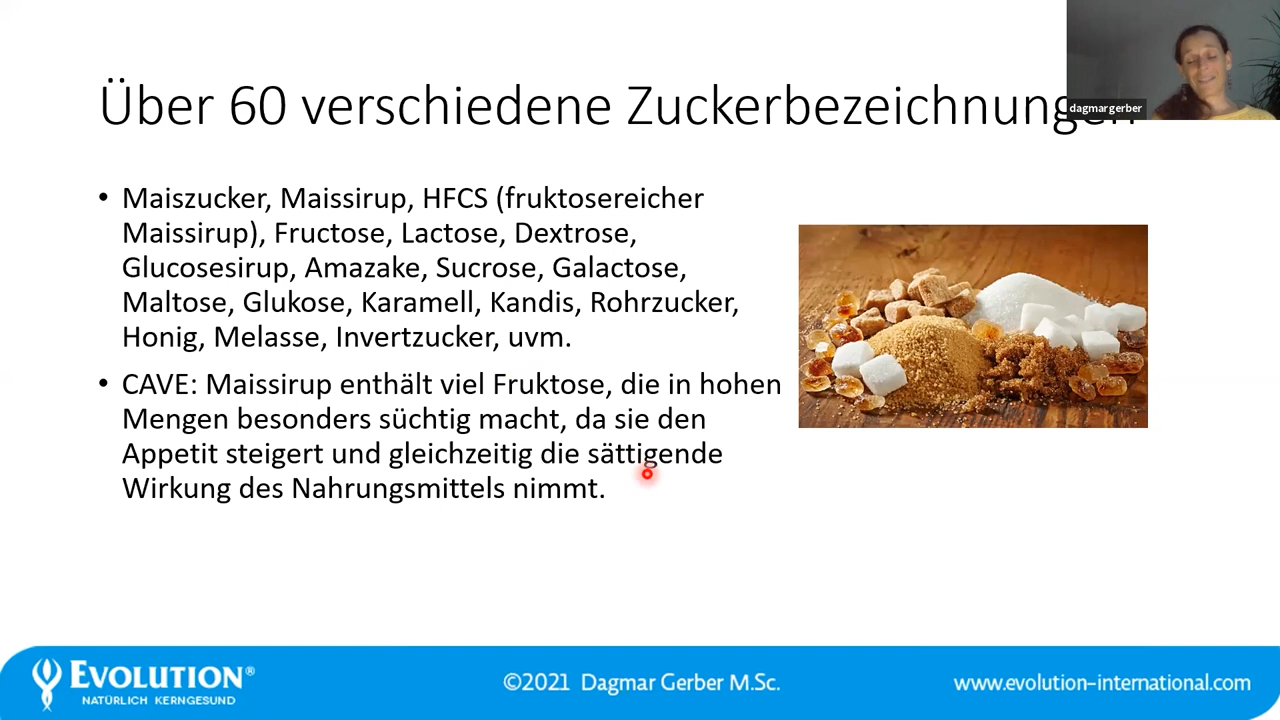 Über 60 verschiedene Zuckerbezeichnungen
dagmargerber
• Maiszucker, Maissirup, HFCS (fruktosereicher
Maissirup), Fructose, Lactose, Dextrose,
Glucosesirup, Amazake, Sucrose, Galactose,
Maltose, Glukose, Karamell, Kandis, Rohrzucker,
Honig, Melasse, Invertzucker, uvm.
• CAVE: Maissirup enthält viel Fruktose, die in hohen
Mengen besonders süchtig macht, da sie den
Appetit steigert und gleichzeitig die sättigende
Wirkung des Nahrungsmittels nimmt.
EVOLUTION®
NATÜRLICH KERNGESUND
©2021 Dagmar Gerber M.Sc.
www.evolution-international.com